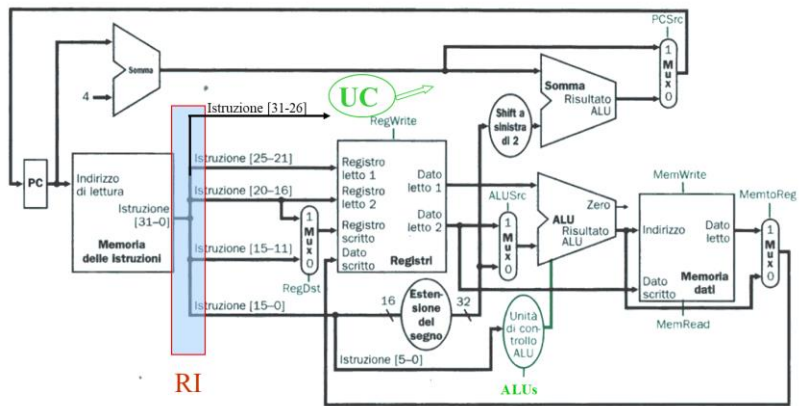 PCSrc
1
Mux
0
Somma
4
Somma
Risultato
ALU
Shift a
sinistra
di 2
UC
Istruzione [31-26]
RegWrite
PC
Indirizzo
di lettura
Istruzione
[31–0]
Memoria
delle istruzioni
Istruzione [25–21]
Istruzione [20–16]
Istruzione [15–11]
Istruzione [15–0]
1
Mux
0
RegDst
Registro
letto 1
Registro
letto 2
Registro
scritto
Dato
scritto
Dato
letto 1
Dato
letto 2
Registri
ALUSrc
1
Mux
0
Zero
ALU
Risultato
ALU
MemWrite
Indirizzo
Dato
letto
Dato
scritto
Memoria
dati
MemRead
MemtoReg
1
Mux
0
16
Esten-
sione
del
segno
32
Unità
di con-
trollo
ALU
Istruzione [5–0]
RI
ALUs